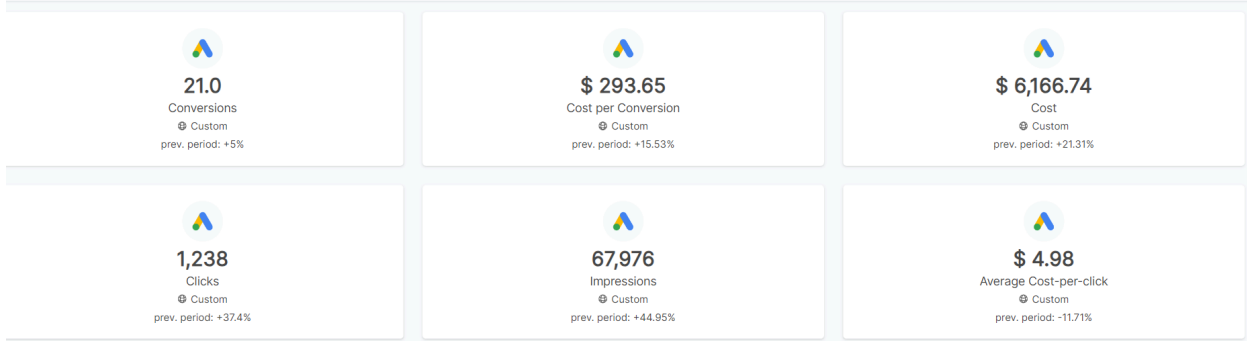 21.0
Conversions
Custom
prev. period: +5%
$ 293.65
Cost per Conversion
Custom
prev. period: +15.53%
$ 6,166.74
Cost
Custom
prev. period: +21.31%
1,238
Clicks
Custom
prev. period: +37.4%
67,976
Impressions
Custom
prev. period: +44.95%
$ 4.98
Average Cost-per-click
Custom
prev. period: -11.71%